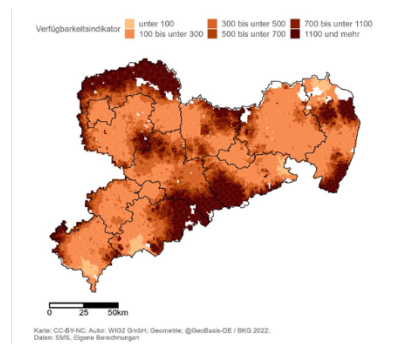 Verfügbarkeitsindikator
unter 100
300 bis unter 500
700 bis unter 1100
100 bis unter 300
500 bis unter 700
1100 und mehr
0 25 50km
Karte: CC-BY-NC; Autor: WIG2 GmbH; Geometrie: @GeoBasis-DE / BKG 2022;
Daten: SMS, Eigene Berechnungen